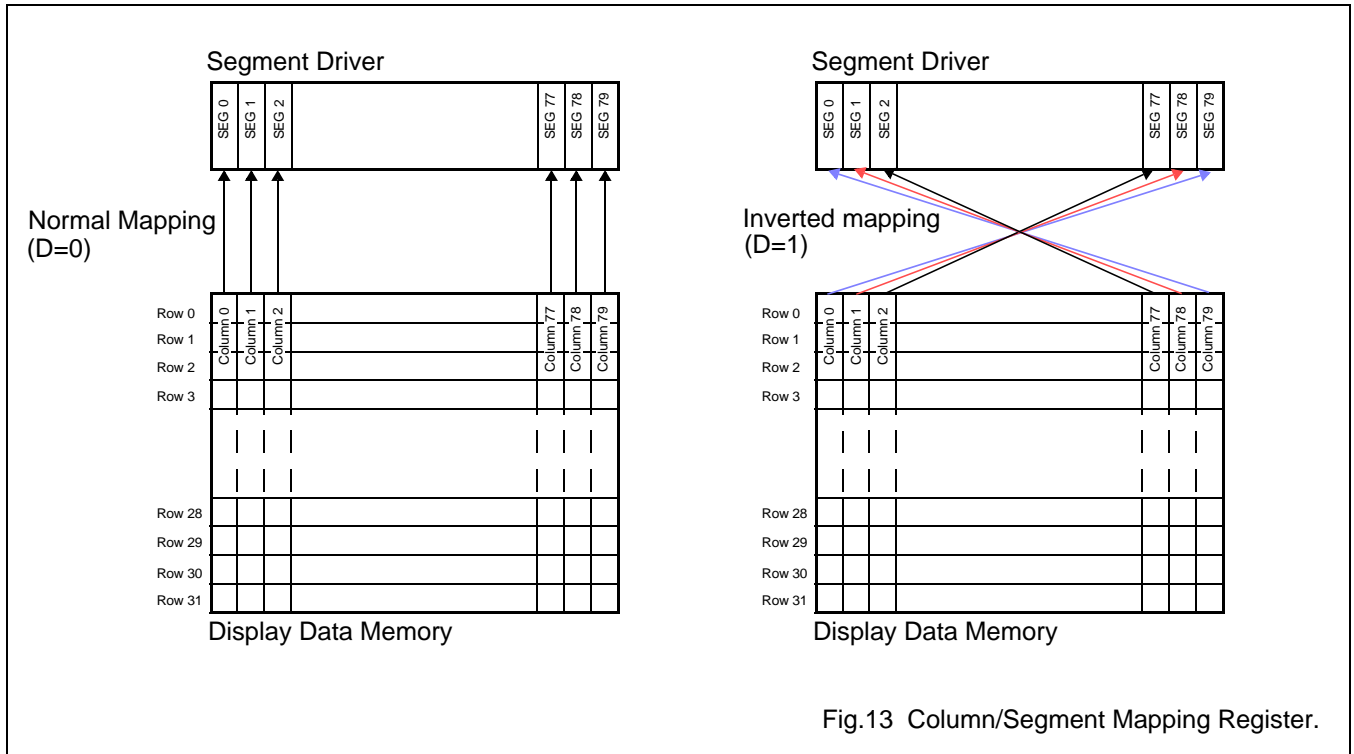 Segment Driver
SEG 0
SEG 1
SEG 2
SEG 77
SEG 78
SEG 79
Normal Mapping
(D=0)
Row 0
Row 1
Row 2
Row 3
Row 28
Row 29
Row 30
Row 31
Column 0
Column 1
Column 2
Column 77
Column 78
Column 79
Display Data Memory
Segment Driver
SEG 0
SEG 1
SEG 2
SEG 77
SEG 78
SEG 79
Inverted mapping
(D=1)
Row 0
Row 1
Row 2
Row 3
Row 28
Row 29
Row 30
Row 31
Column 0
Column 1
Column 2
Column 77
Column 78
Column 79
Display Data Memory
Fig.13 Column/Segment Mapping Register.